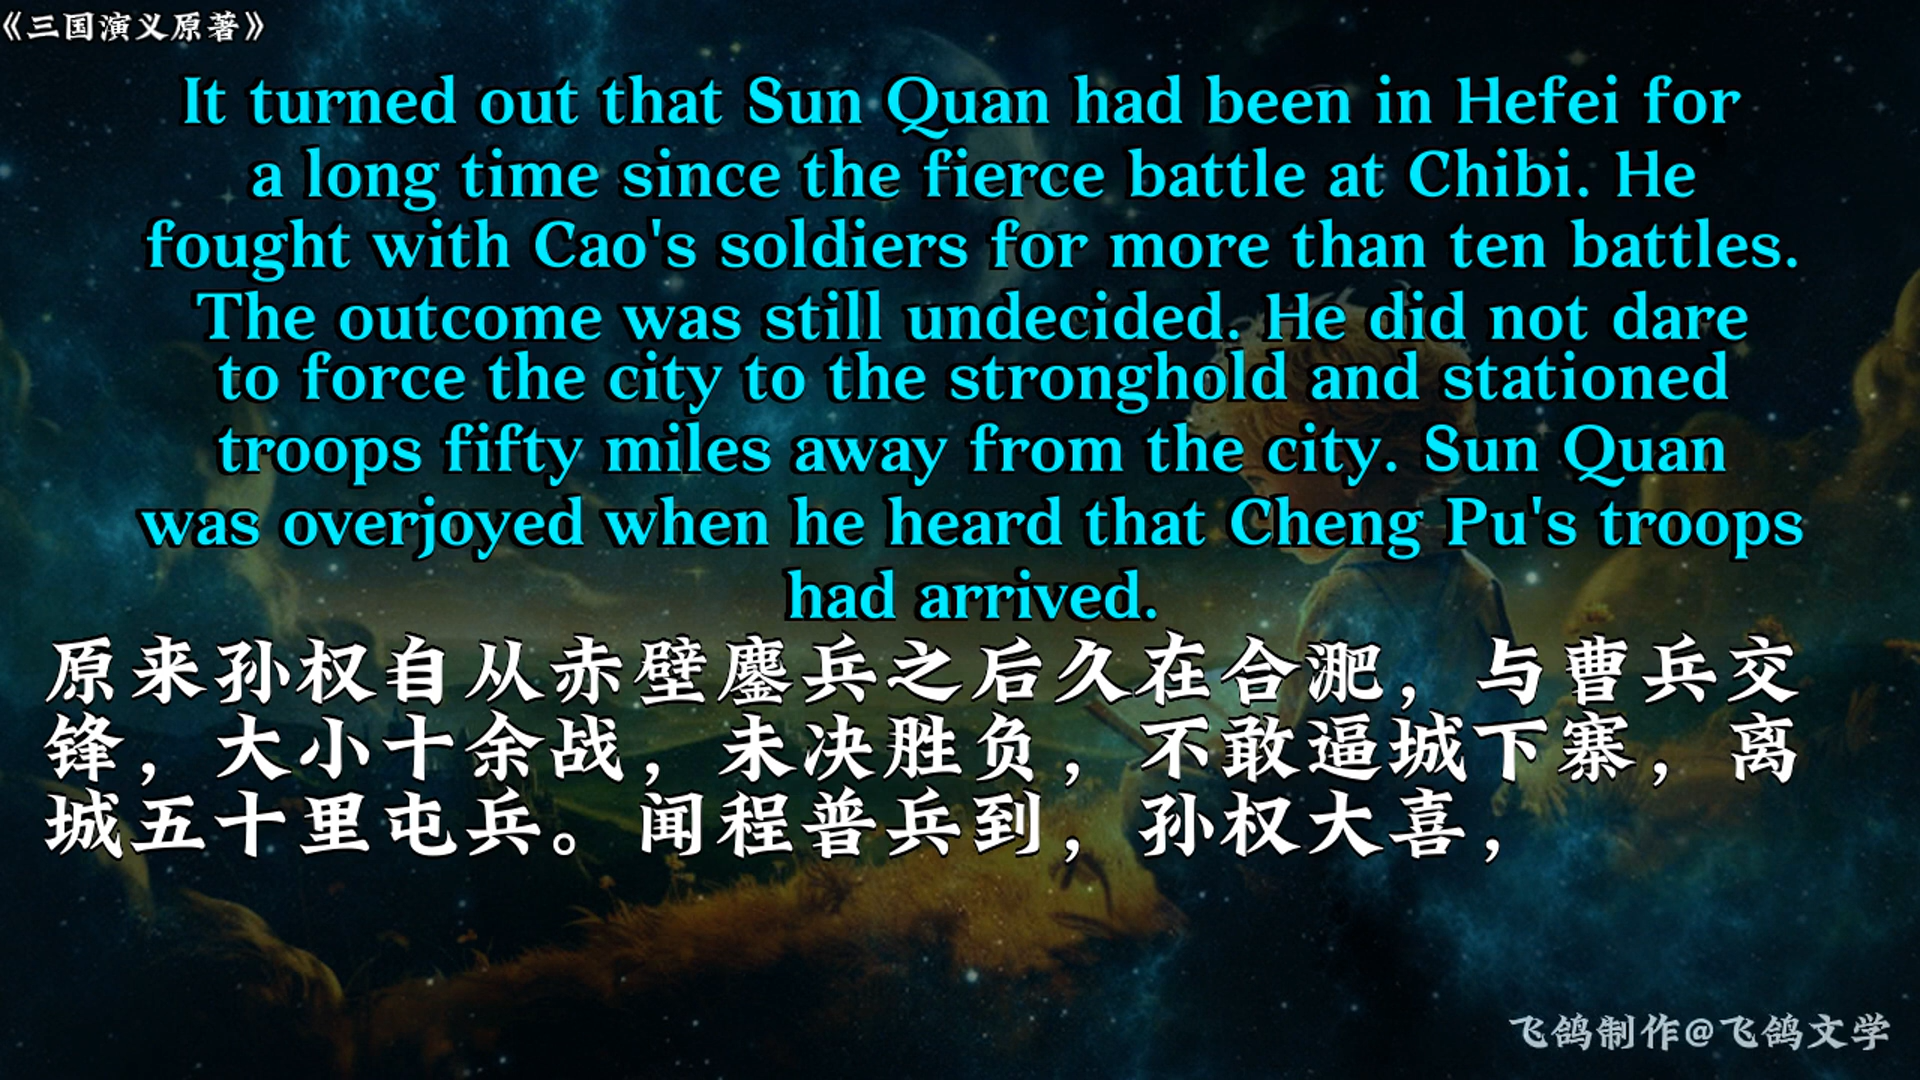 《三国演义原著》
It turned out that Sun Quan had been in Hefei for
a long time since the fierce battle at Chibi. He
fought with Cao's soldiers for more than ten battles.
The outcome was still undecided. He did not dare
to force the city to the stronghold and stationed
troops fifty miles away from the city. Sun Quan
was overjoyed when he heard that Cheng Pu's troops
had arrived.
原来孙权自从赤壁鏖兵之后久在合淝，与曹兵交
锋，大小十余战，未决胜负，不敢逼城下寨，离
城五十里屯兵。闻程普兵到，孙权大喜，
飞鸽制作@飞鸽文学